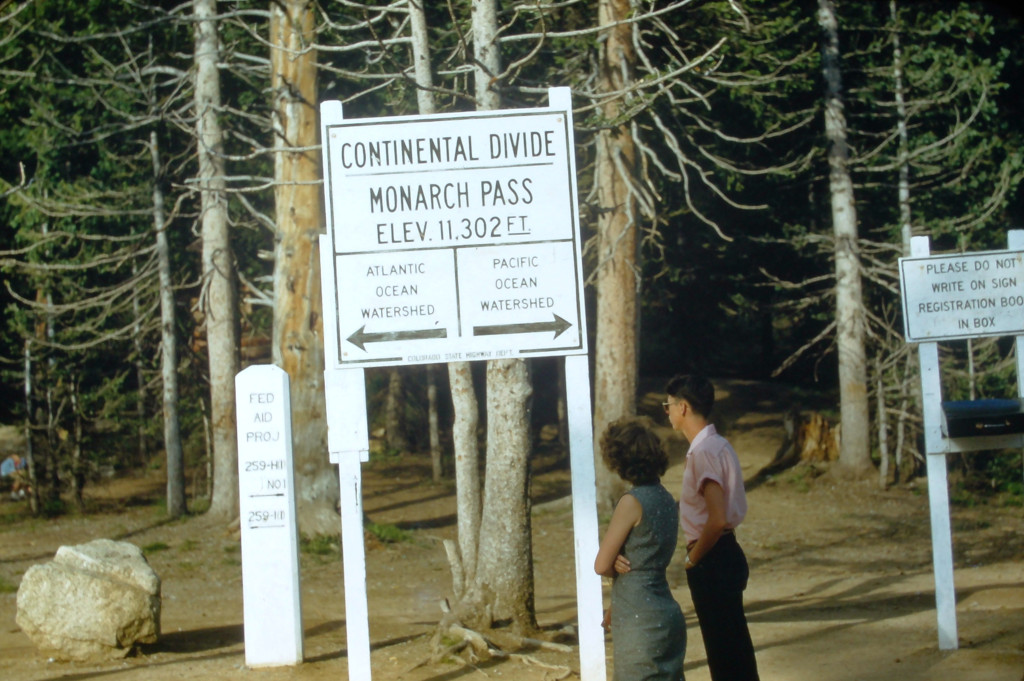 CONTINENTAL DIVIDE
MONARCH PASS
ELEV. 11,302 FT.
ATLANTIC
OCEAN
WATERSHED
PACIFIC
OCEAN
WATERSHED
COLORADO STATE HIGHWAY DEPT.
FED
AID
PROJ
259-H1
NO1
259-H1
PLEASE DO NOT
WRITE ON SIGN
REGISTRATION BOO
IN BOX